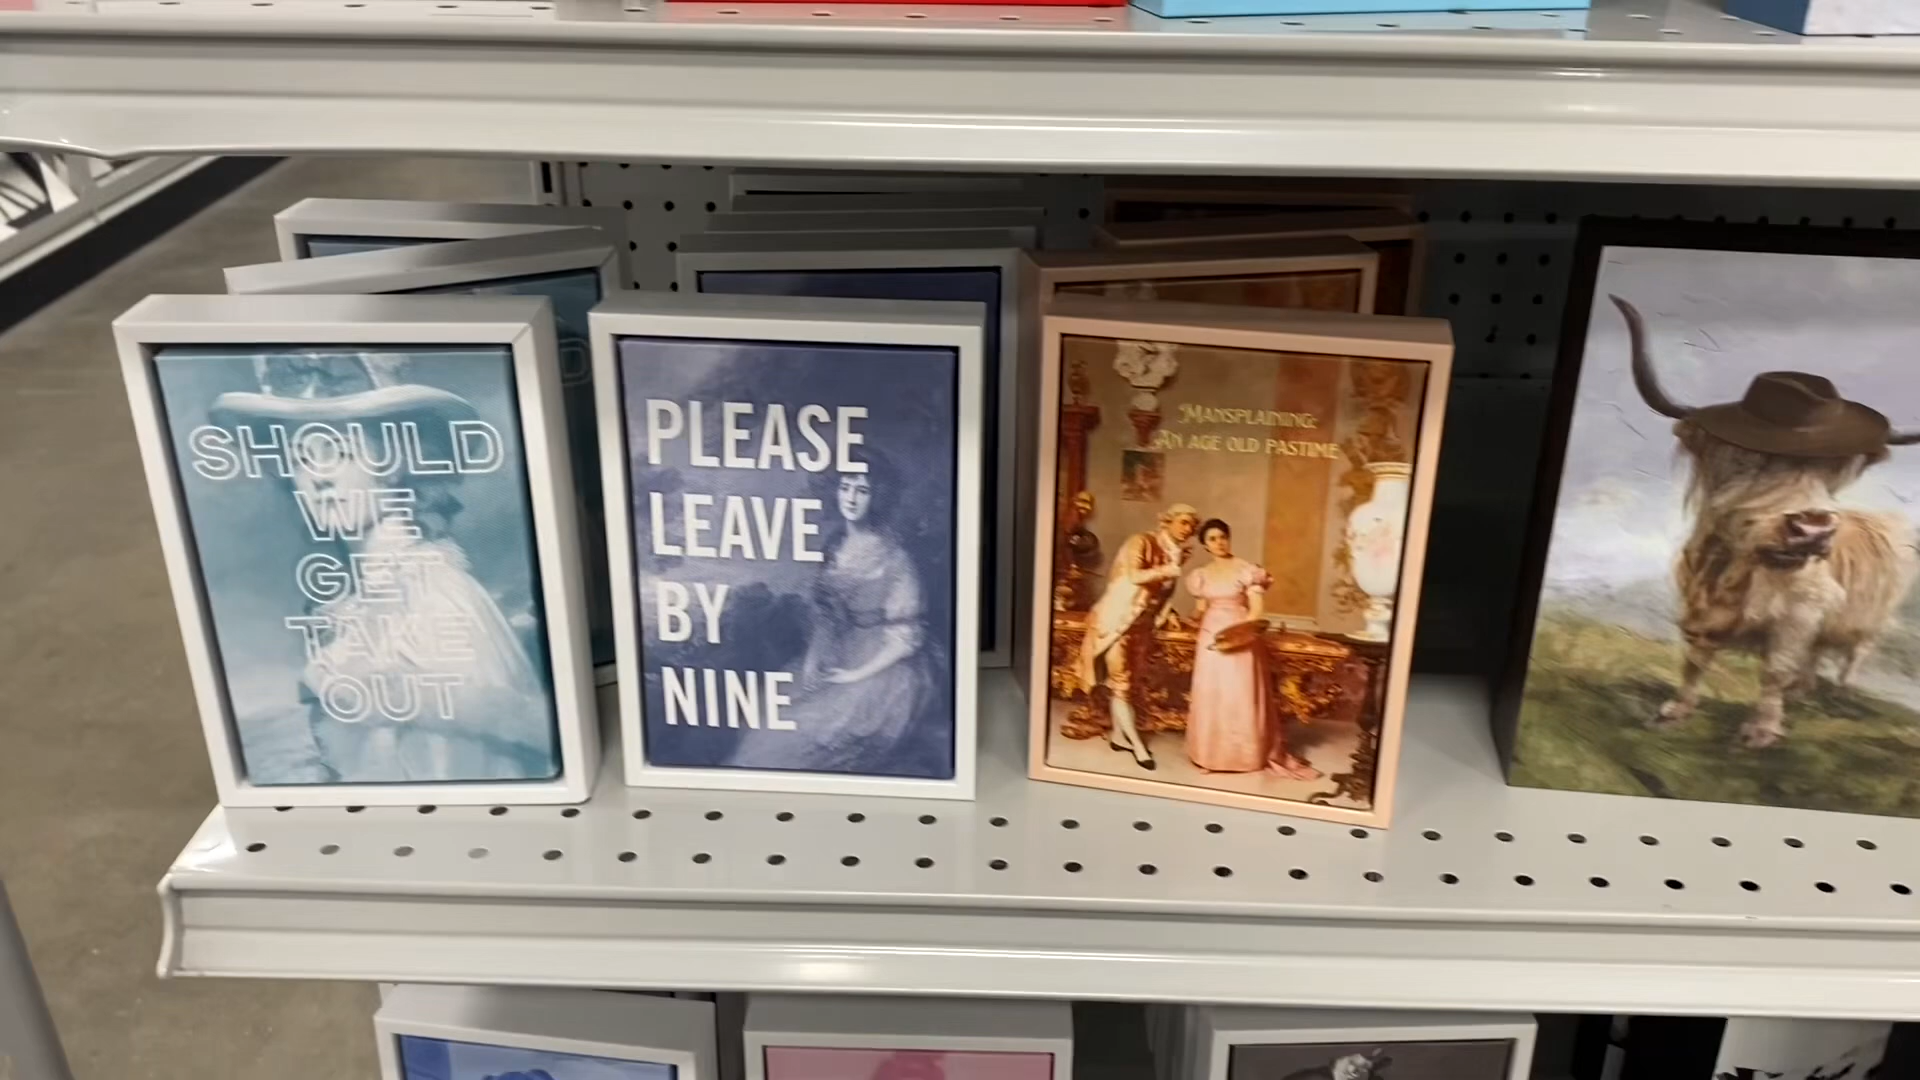 SHOULD
WE
GET
TAKE
OUT
PLEASE
LEAVE
BY
NINE
MANSPLAINING:
AN AGE OLD PASTIME